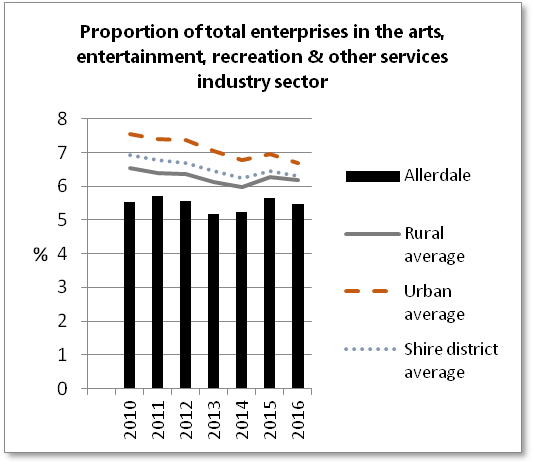 Proportion of total enterprises in the arts,
entertainment, recreation & other services
industry sector
8
7
6
5
4
3
2
1
0
%
2010
2011
2012
2013
2014
2015
2016
Allerdale
Rural
average
Urban
average
Shire district
average